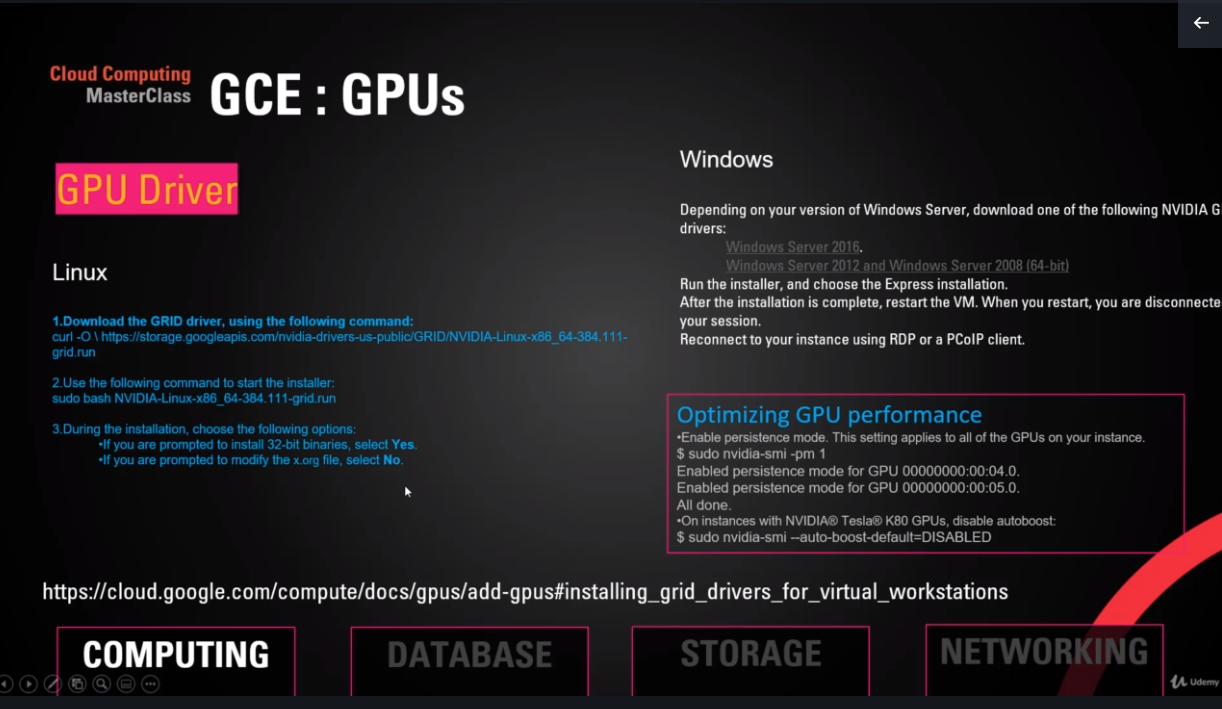 Cloud Computing
MasterClass
GCE : GPUs
GPU Driver
Linux
1.Download the GRID driver, using the following command:
curl -O \ https://storage.googleapis.com/nvidia-drivers-us-public/GRID/NVIDIA-Linux-x86_64-384.111-
grid.run
2.Use the following command to start the installer:
sudo bash NVIDIA-Linux-x86_64-384.111-grid.run
3.During the installation, choose the following options:
•If you are prompted to install 32-bit binaries, select Yes.
•If you are prompted to modify the x.org file, select No.
Windows
Depending on your version of Windows Server, download one of the following NVIDIA G
drivers:
Windows Server 2016.
Windows Server 2012 and Windows Server 2008 (64-bit)
Run the installer, and choose the Express installation.
After the installation is complete, restart the VM. When you restart, you are disconnecte
your session.
Reconnect to your instance using RDP or a PCoIP client.
Optimizing GPU performance
•Enable persistence mode. This setting applies to all of the GPUs on your instance.
$ sudo nvidia-smi -pm 1
Enabled persistence mode for GPU 00000000:00:04.0.
Enabled persistence mode for GPU 00000000:00:05.0.
All done.
•On instances with NVIDIA® Tesla® K80 GPUs, disable autoboost:
$ sudo nvidia-smi --auto-boost-default=DISABLED
https://cloud.google.com/compute/docs/gpus/add-gpus#installing_grid_drivers_for_virtual_workstations
COMPUTING
DATABASE
STORAGE
NETWORKING
Udemy